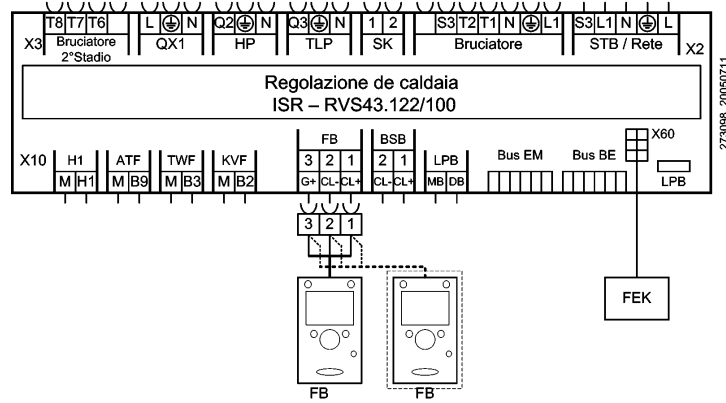 T8 T7 T6 L N Q2 N Q3 N 1 2 S3 T2 T1 N L1 S3 L1 N L
X3 Bruciatore 2°Stadio QX1 HP TLP SK Bruciatore STB / Rete X2
Regolazione de caldaia
ISR – RVS43.122/100
273098_20050711
FB BSB X60
X10 H1 ATF TWF KVF 3 2 1 2 1 LPB Bus EM Bus BE
M H1 M B9 M B3 M B2 G+ CL- CL+ CL- CL+ MB DB LPB
3 2 1
FEK
FB FB